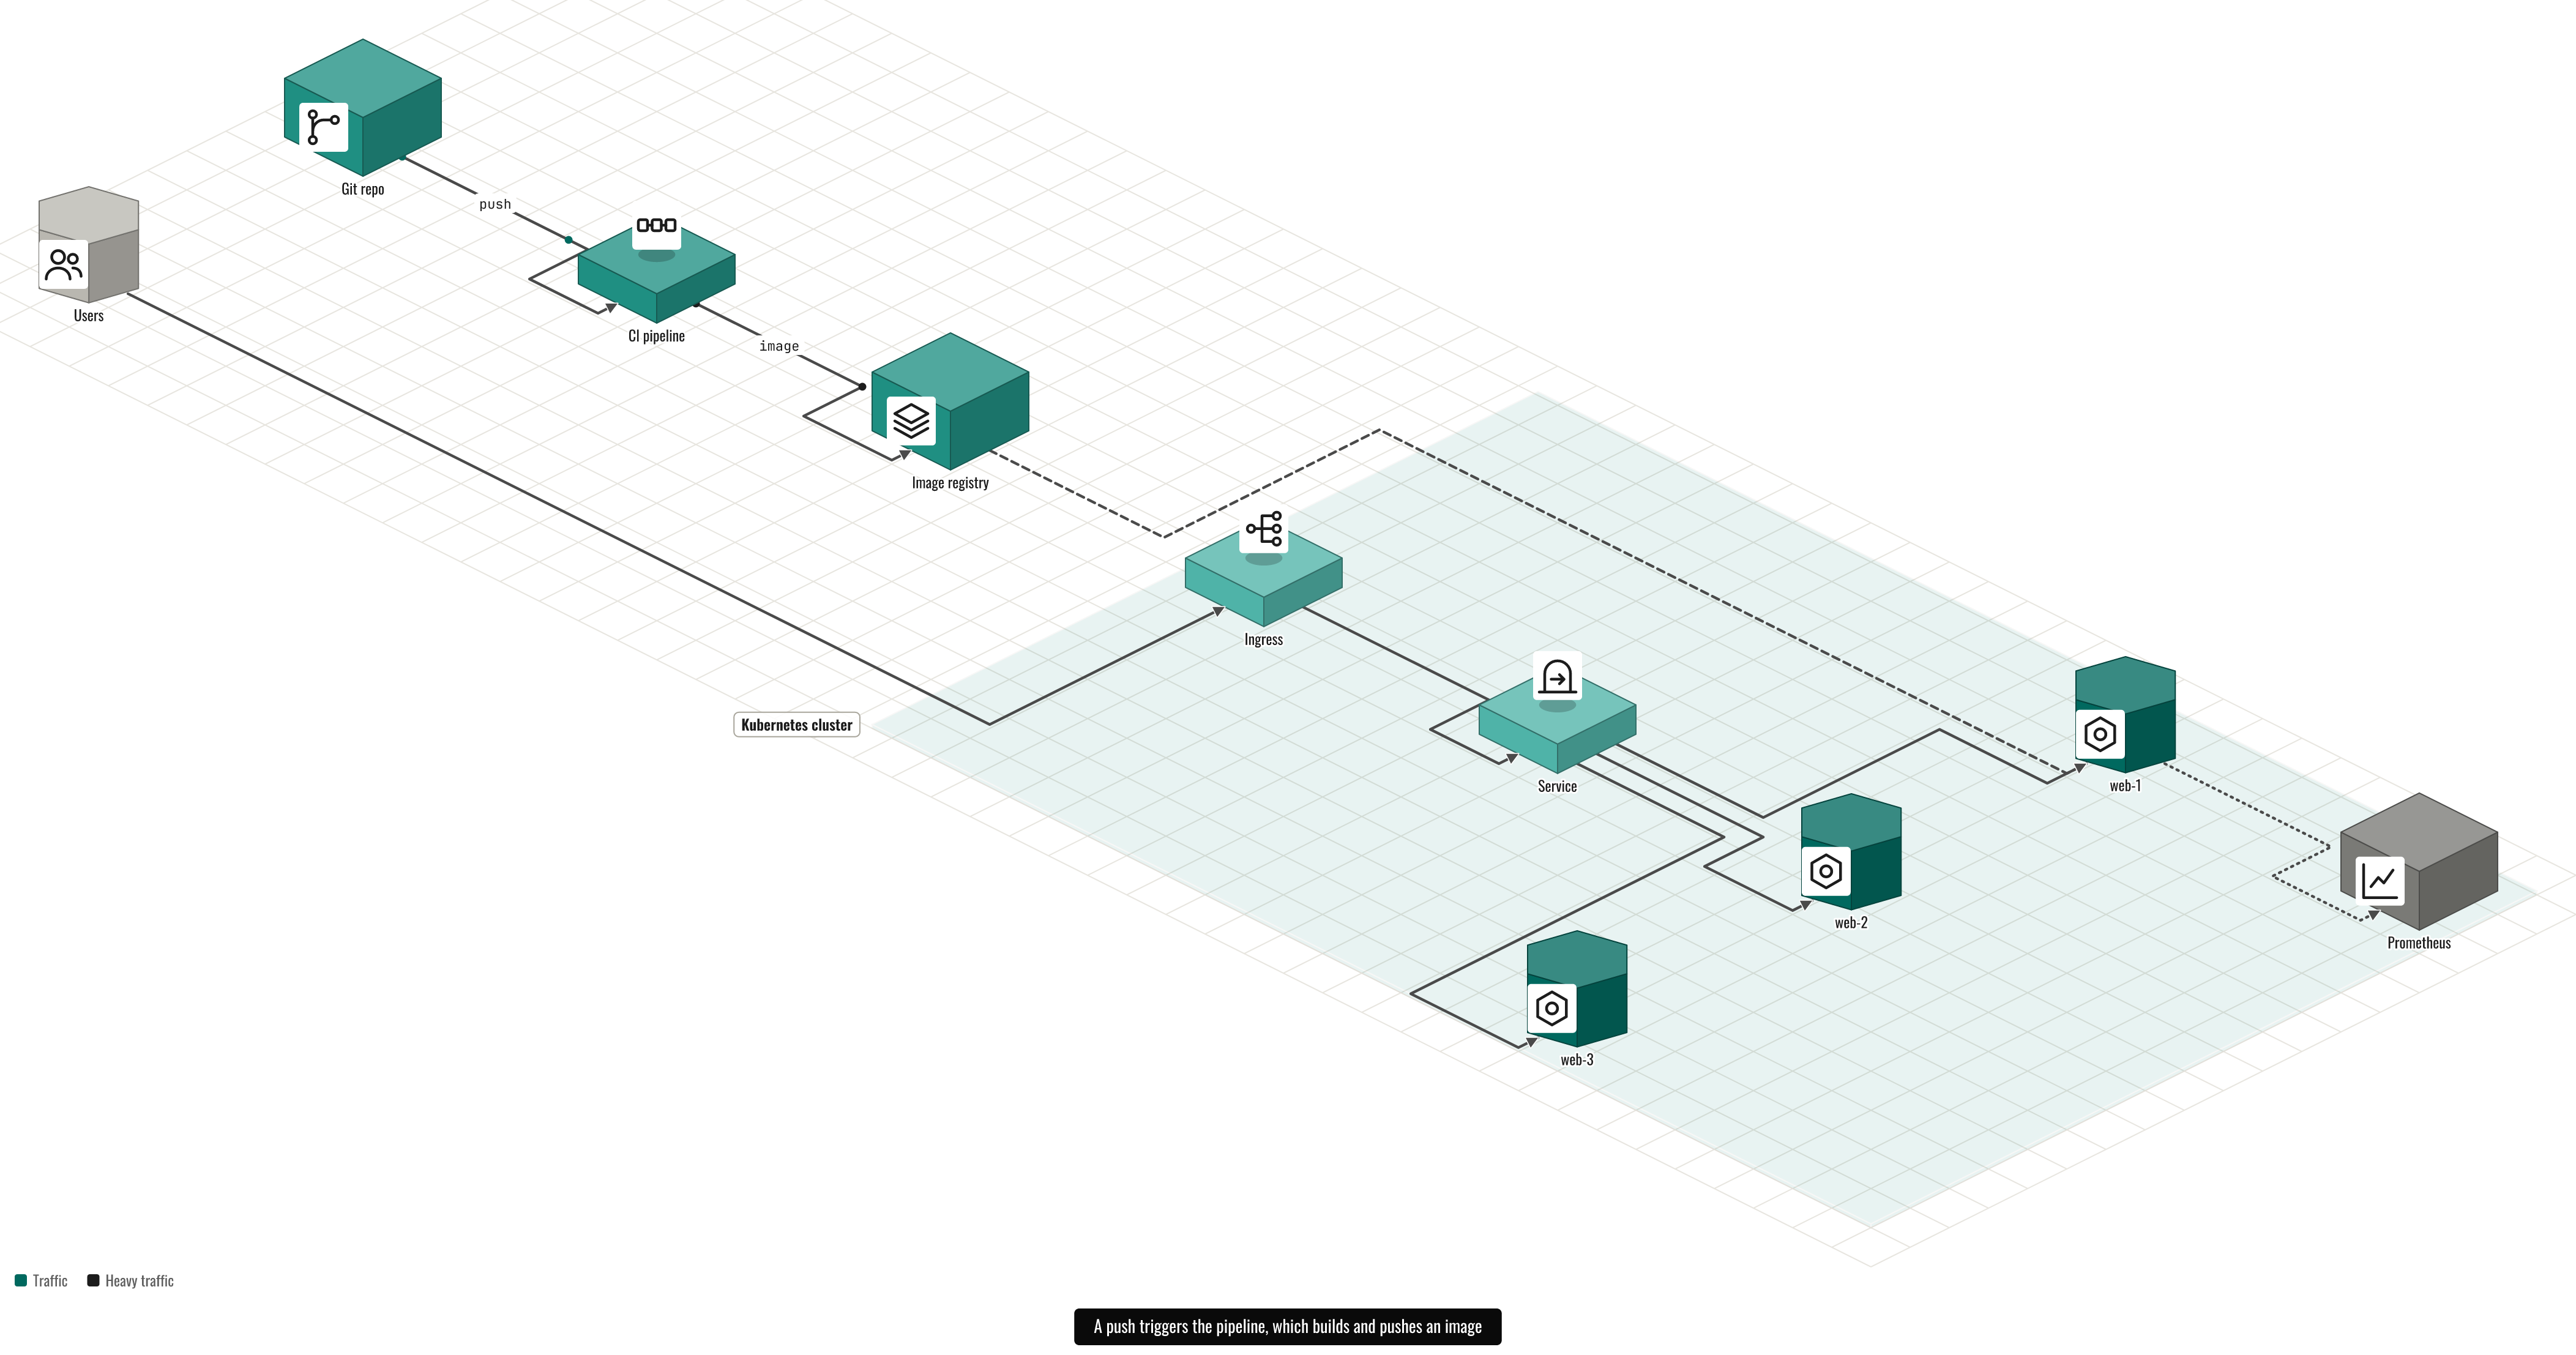 Git repo
push
Users
CI pipeline
image
Image registry
Ingress
Kubernetes cluster
Service
web-1
web-2
Prometheus
web-3
Traffic
Heavy traffic
A push triggers the pipeline, which builds and pushes an image